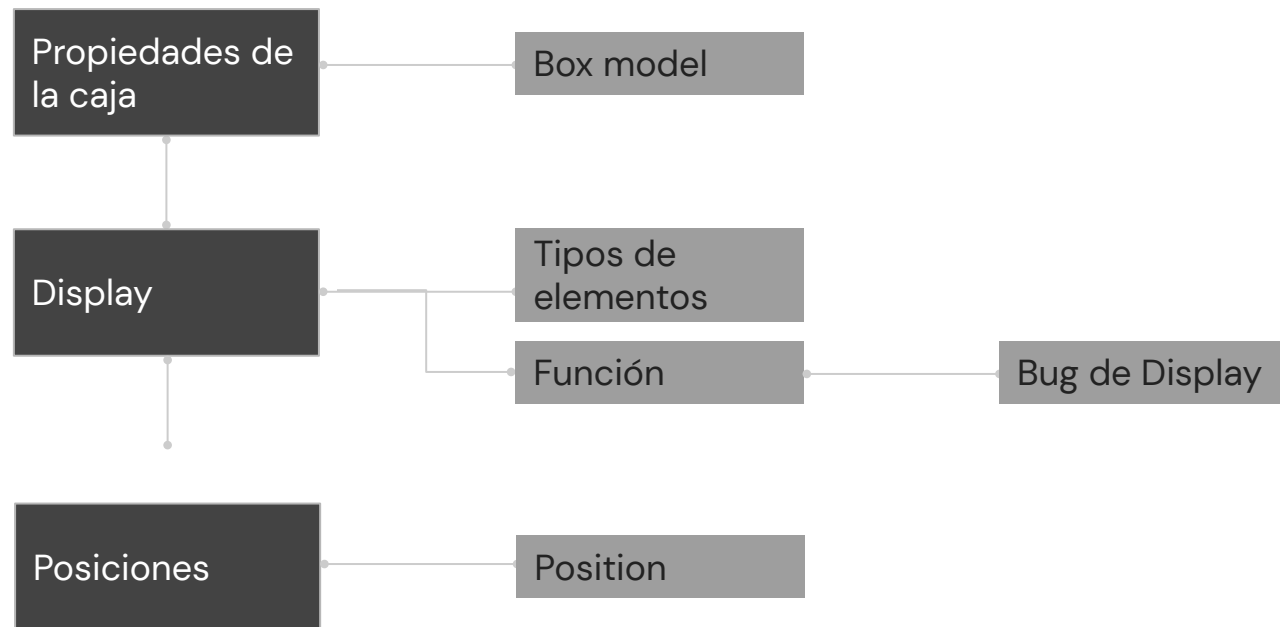 Propiedades de
la caja
Box model
Display
Tipos de
elementos
Función
Bug de Display
Posiciones
Position